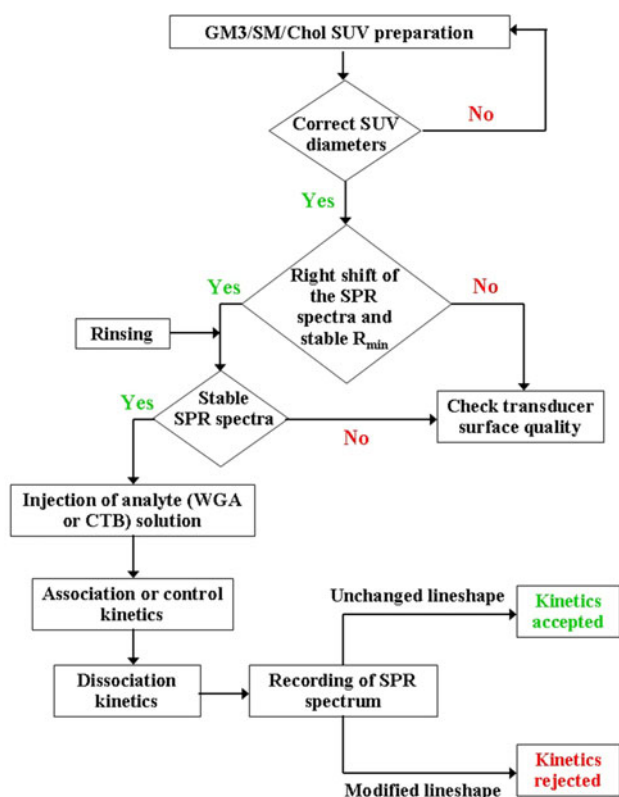 GM3/SM/Chol SUV preparation
Correct SUV
diameters
No
Yes
Right shift of
the SPR
spectra and
stable Rmin
Yes
No
Rinsing
Stable
SPR spectra
Yes
No
Check transducer
surface quality
Injection of analyte (WGA
or CTB) solution
Association or control
kinetics
Dissociation
kinetics
Recording of SPR
spectrum
Unchanged lineshape
Kinetics
accepted
Modified lineshape
Kinetics
rejected